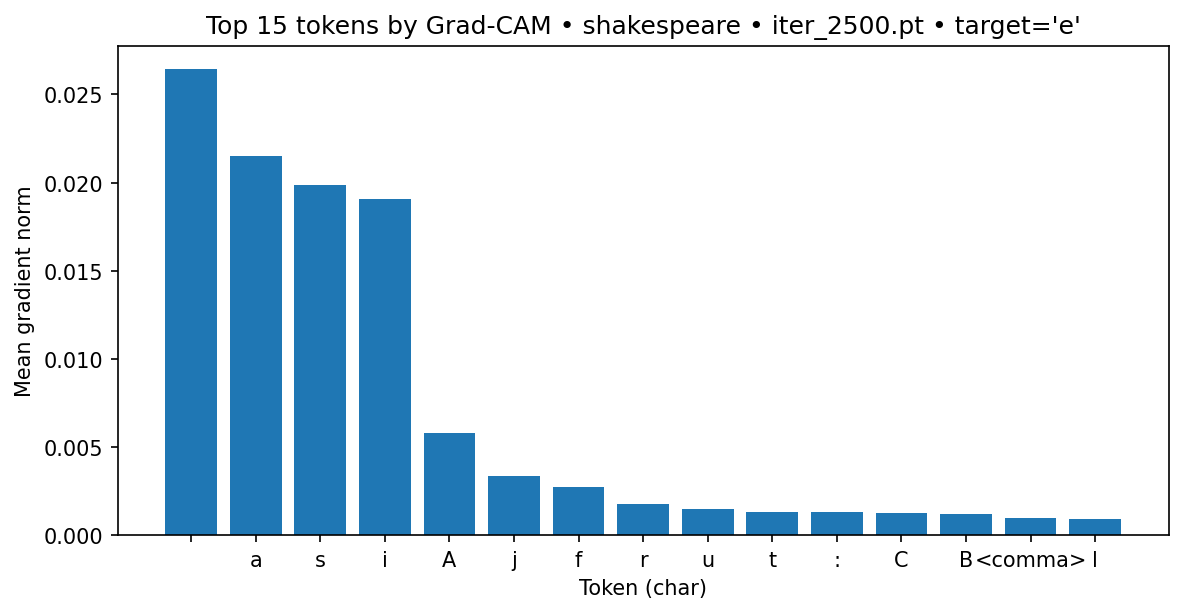 Top 15 tokens by Grad-CAM • shakespeare • iter_2500.pt • target='e'
Mean gradient norm
0.025
0.020
0.015
0.010
0.005
0.000
a s i A j f r u t : C B <comma> I
Token (char)